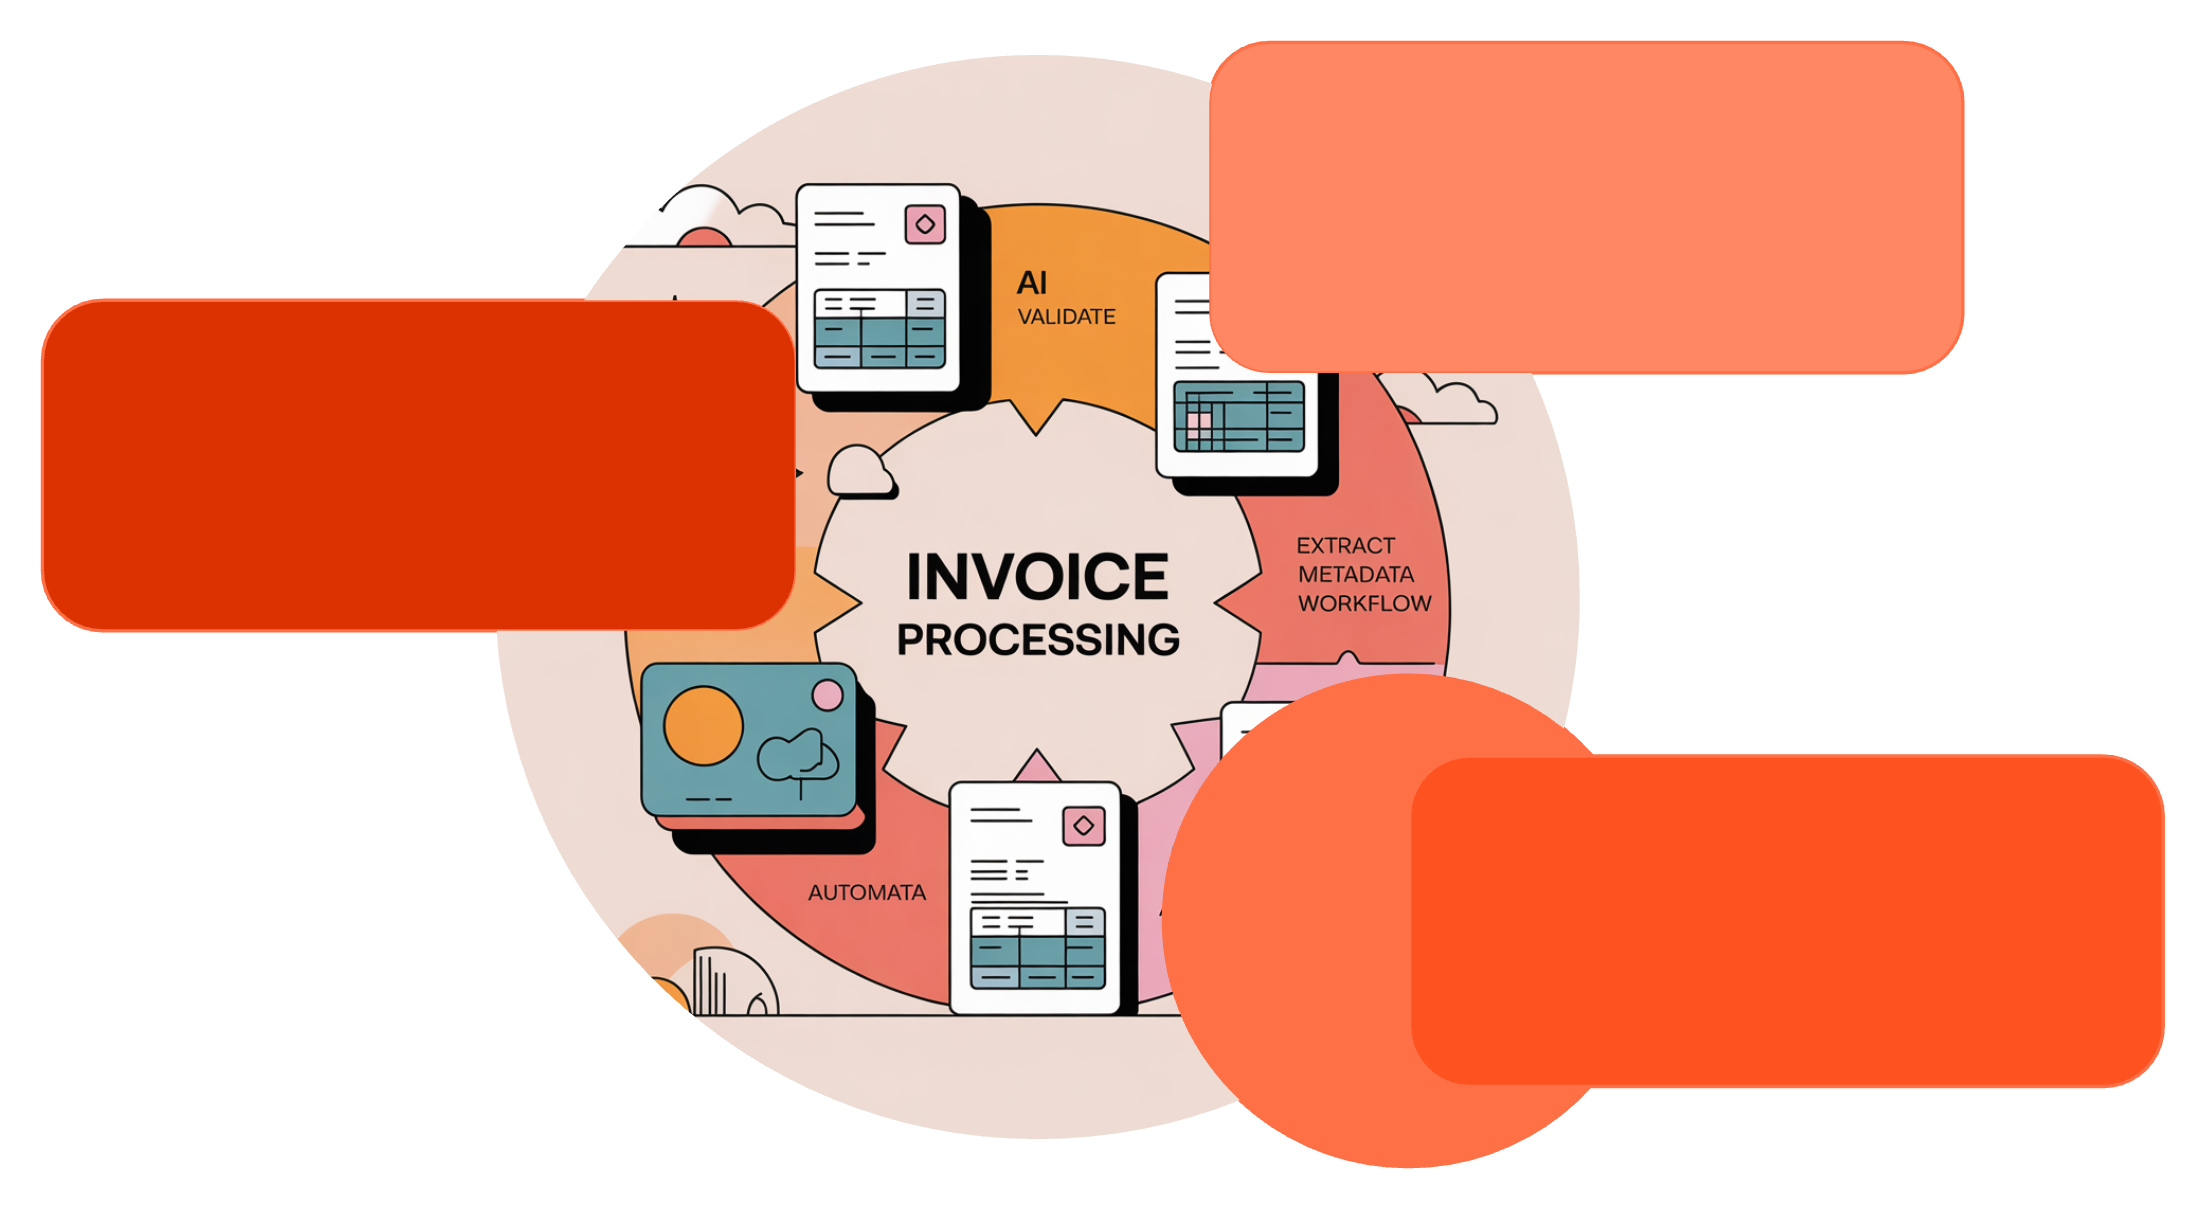 AI
VALIDATE
EXTRACT
METADATA
WORKFLOW
INVOICE
PROCESSING
AUTOMATA